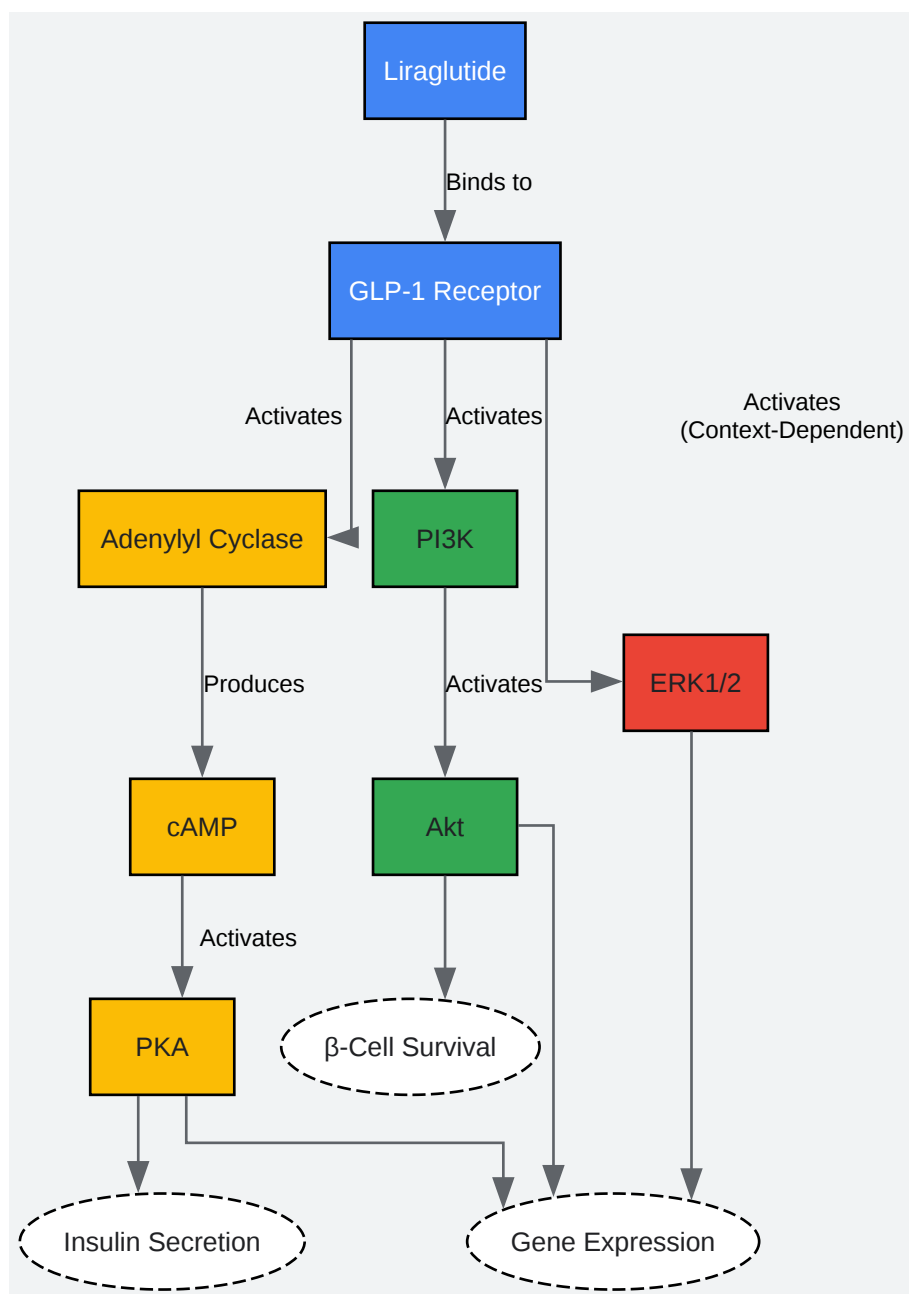 Liraglutide
Binds to
GLP-1 Receptor
Activates
Activates
Activates
(Context-Dependent)
Adenylyl Cyclase
PI3K
Produces
Activates
ERK1/2
cAMP
Akt
Activates
PKA
β-Cell Survival
Insulin Secretion
Gene Expression